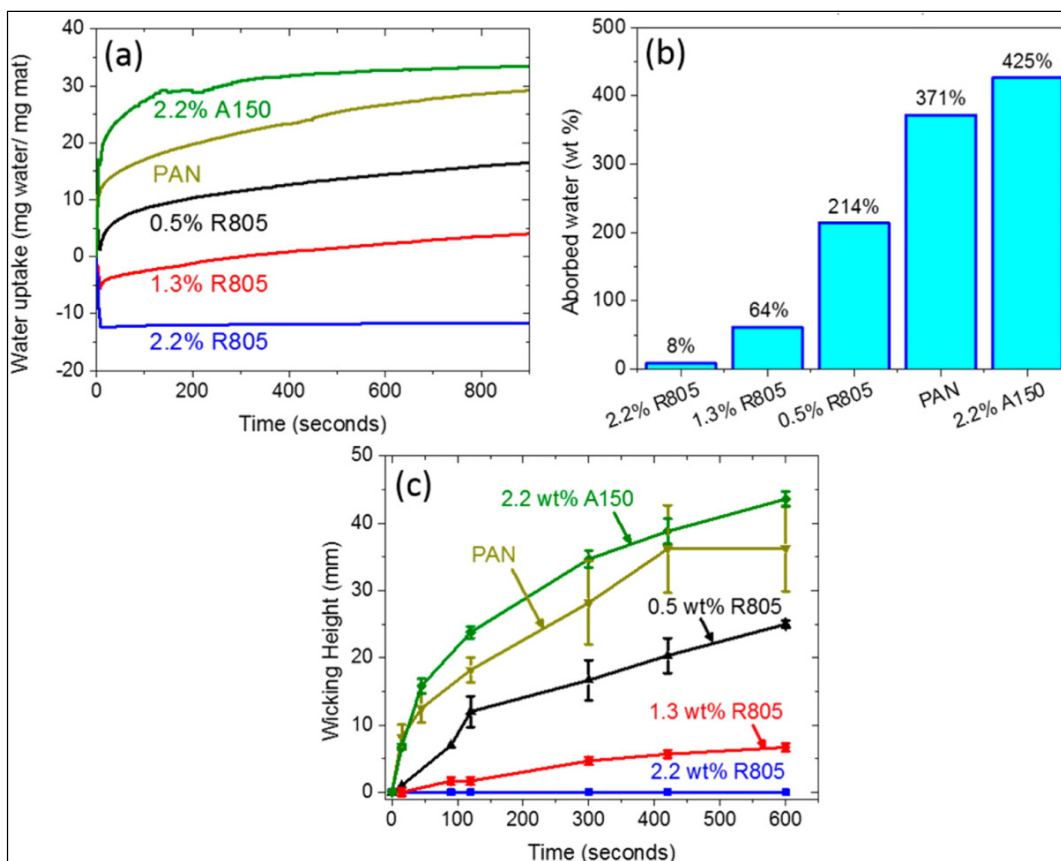 (a)
Water uptake (mg water/ mg mat)
40
30
20
10
0
-10
-20
2.2% A150
PAN
0.5% R805
1.3% R805
2.2% R805
0
200
400
600
800
Time (seconds)
(b)
Aborbed water (wt %)
500
400
300
200
100
0
8%
64%
214%
371%
425%
2.2% R805
1.3% R805
0.5% R805
PAN
2.2% A150
(c)
Wicking Height (mm)
50
40
30
20
10
0
2.2 wt% A150
PAN
0.5 wt% R805
1.3 wt% R805
2.2 wt% R805
0
100
200
300
400
500
600
Time (seconds)